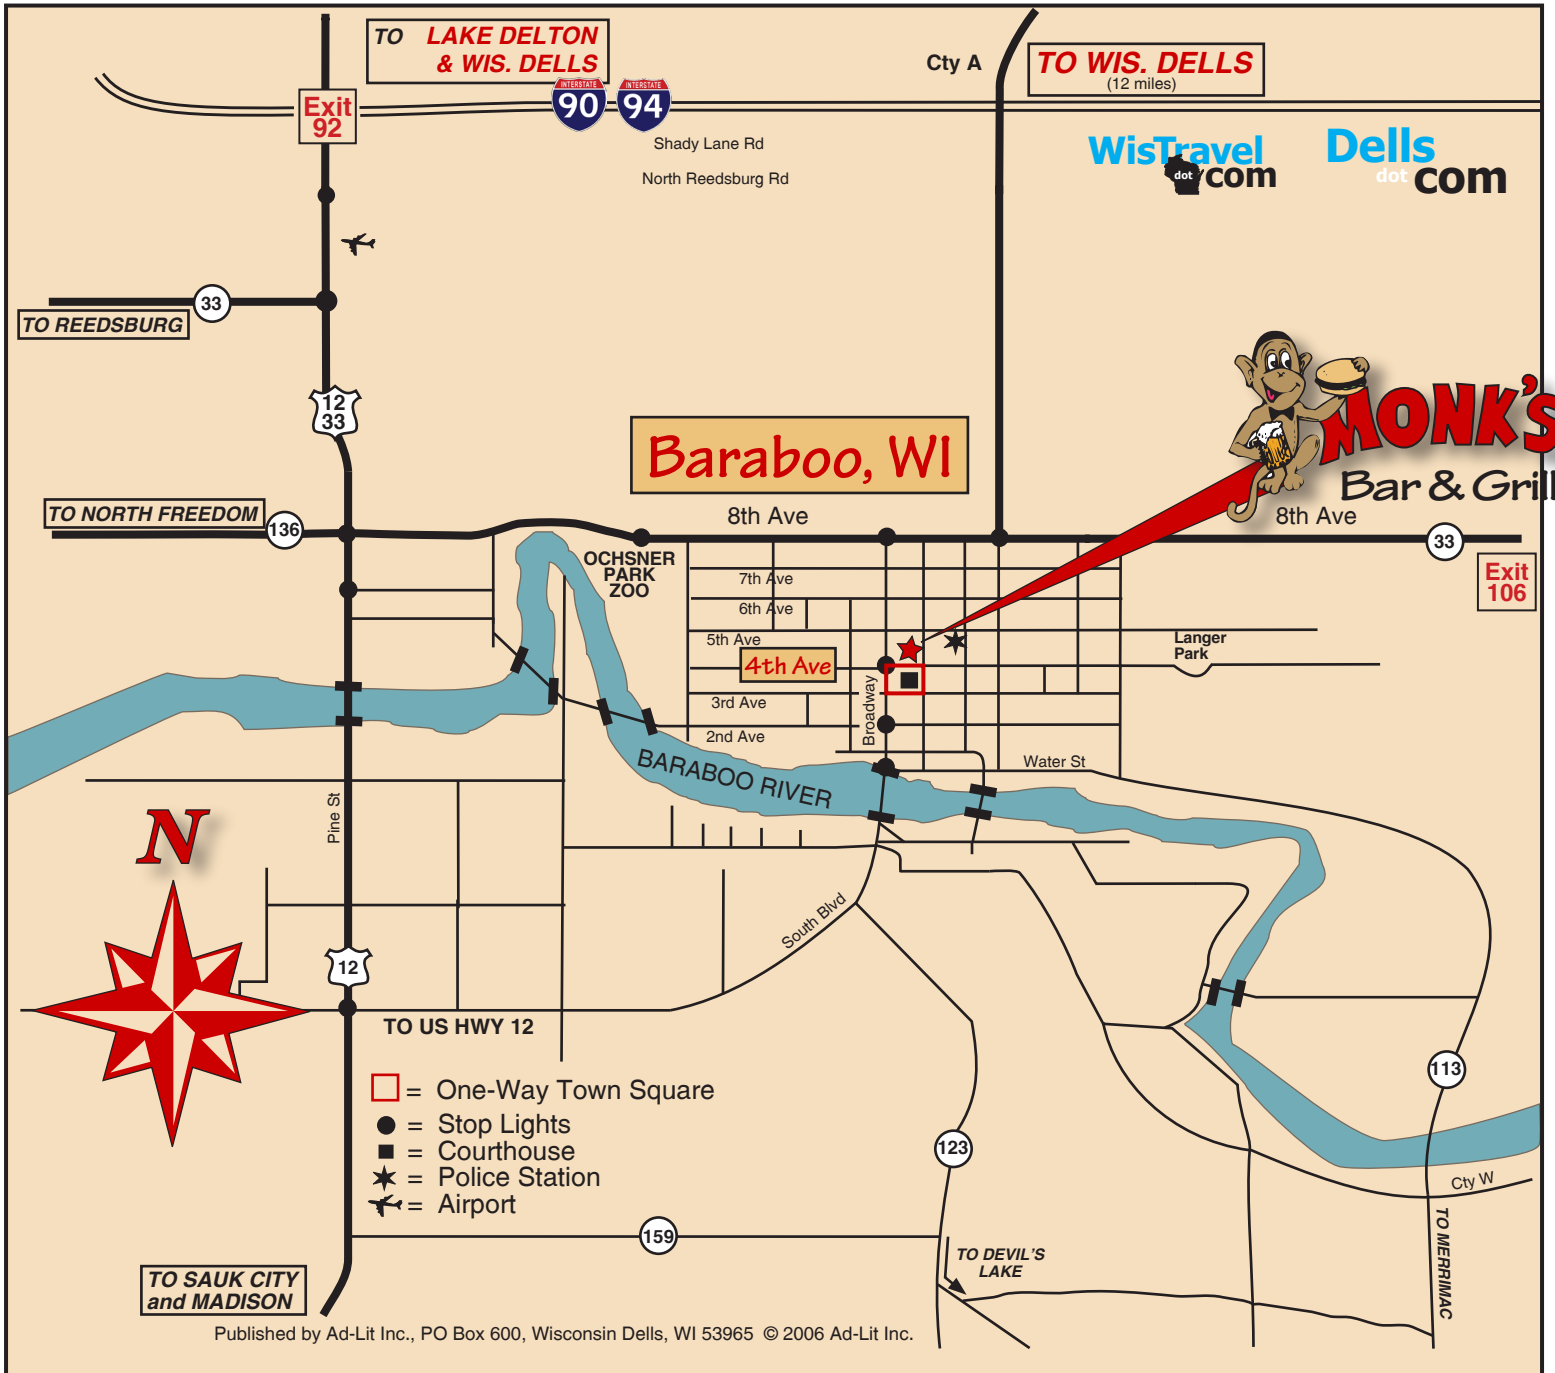 TO LAKE DELTON
& WIS. DELLS
Cty A
TO WIS. DELLS
(12 miles)
Exit
92
INTERSTATE
90
INTERSTATE
94
Shady Lane Rd
North Reedsburg Rd
WisTravel
dot com
Dells
dot com
33
TO REEDSBURG
12
33
Baraboo, WI
MONK'S
Bar & Grill
TO NORTH FREEDOM
136
8th Ave
8th Ave
33
Exit
106
OCHSNER
PARK
ZOO
7th Ave
6th Ave
5th Ave
4th Ave
Langer
Park
3rd Ave
Broadway
2nd Ave
BARABOO RIVER
Water St
Pine St
N
South Blvd
12
TO US HWY 12
113
= One-Way Town Square
= Stop Lights
= Courthouse
= Police Station
= Airport
123
Cty W
159
TO DEVIL'S
LAKE
TO MERRIMAC
TO SAUK CITY
and MADISON
Published by Ad-Lit Inc., PO Box 600, Wisconsin Dells, WI 53965 © 2006 Ad-Lit Inc.